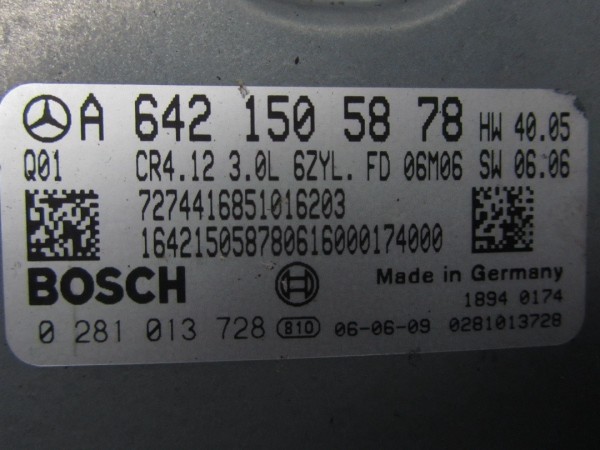 A 642 150 58 78 HW 40.05
Q01 CR4.12 3.0L 6ZYL. FD 06M06 SW 06.06
7274416851016203
164215058780616000174000
BOSCH Made in Germany
1894 0174
0 281 013 728 810 06-06-09 0281013728